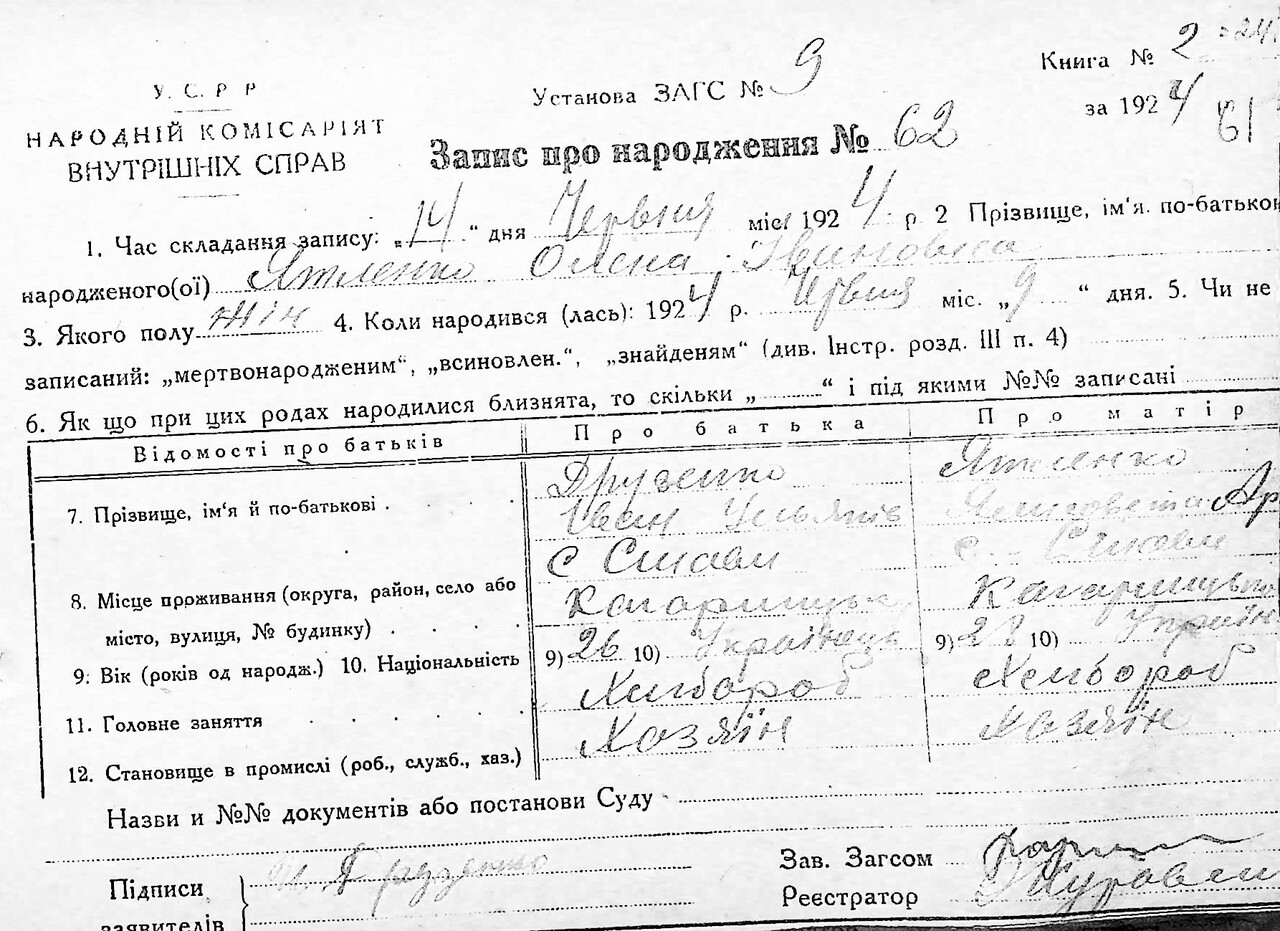 У. С. Р Р
НАРОДНІЙ КОМІСАРІЯТ
ВНУТРІШНІХ СПРАВ
Установа ЗАГС № 9
Книга № 2
за 1924
Запис про народження № 62
1. Час складання запису: „14“ дня Червня міс. 1924 р. 2 Прізвище, ім'я. по-батькові
народженого(ої) Ятленко Олена Івановна
3. Якого полу жін 4. Коли народився (лась): 1924 р. Червня міс. „9“ дня. 5. Чи не
записаний: „мертвонародженим“, „всиновлен.“, „знайденям“ (див. Інстр. розд. III п. 4)
6. Як що при цих родах народилися близнята, то скільки „ “ і під якими №№ записані
Відомості про батьків Про батька Про матір
7. Прізвище, ім'я й по-батькові
Друзенко Ятленко
Іван
8. Місце проживання (округа, район, село або
місто, вулиця, № будинку)
с
9. Вік (років од народж.) 10. Національність 9) 26 10) Українець 9) 10) Україн
11. Головне заняття Хлібороб Хлібороб
12. Становище в промислі (роб., служб., хаз.) Хозяїн Хозяїн
Назви и №№ документів або постанови Суду
Підписи
заявителів
Зав. Загсом
Реєстратор